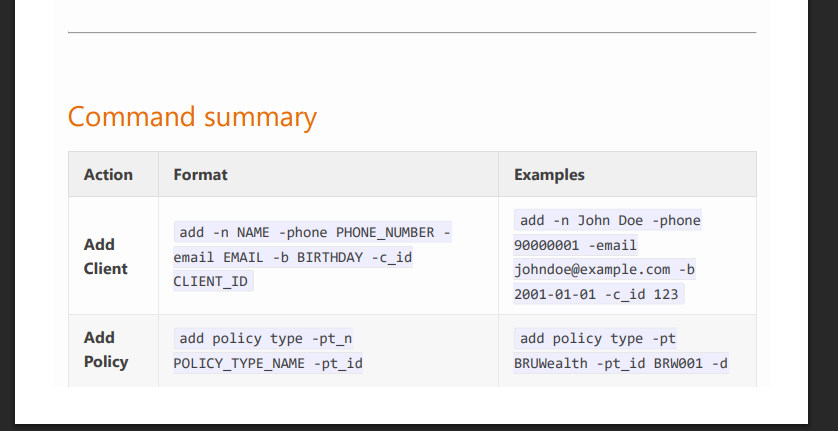 Command summary
Action Format Examples
Add Client
add -n NAME -phone PHONE_NUMBER -
email EMAIL -b BIRTHDAY -c_id
CLIENT_ID
add -n John Doe -phone
90000001 -email
johndoe@example.com -b
2001-01-01 -c_id 123
Add
Policy
add policy type -pt_n
POLICY_TYPE_NAME -pt_id
add policy type -pt
BRUWealth -pt_id BRW001 -d